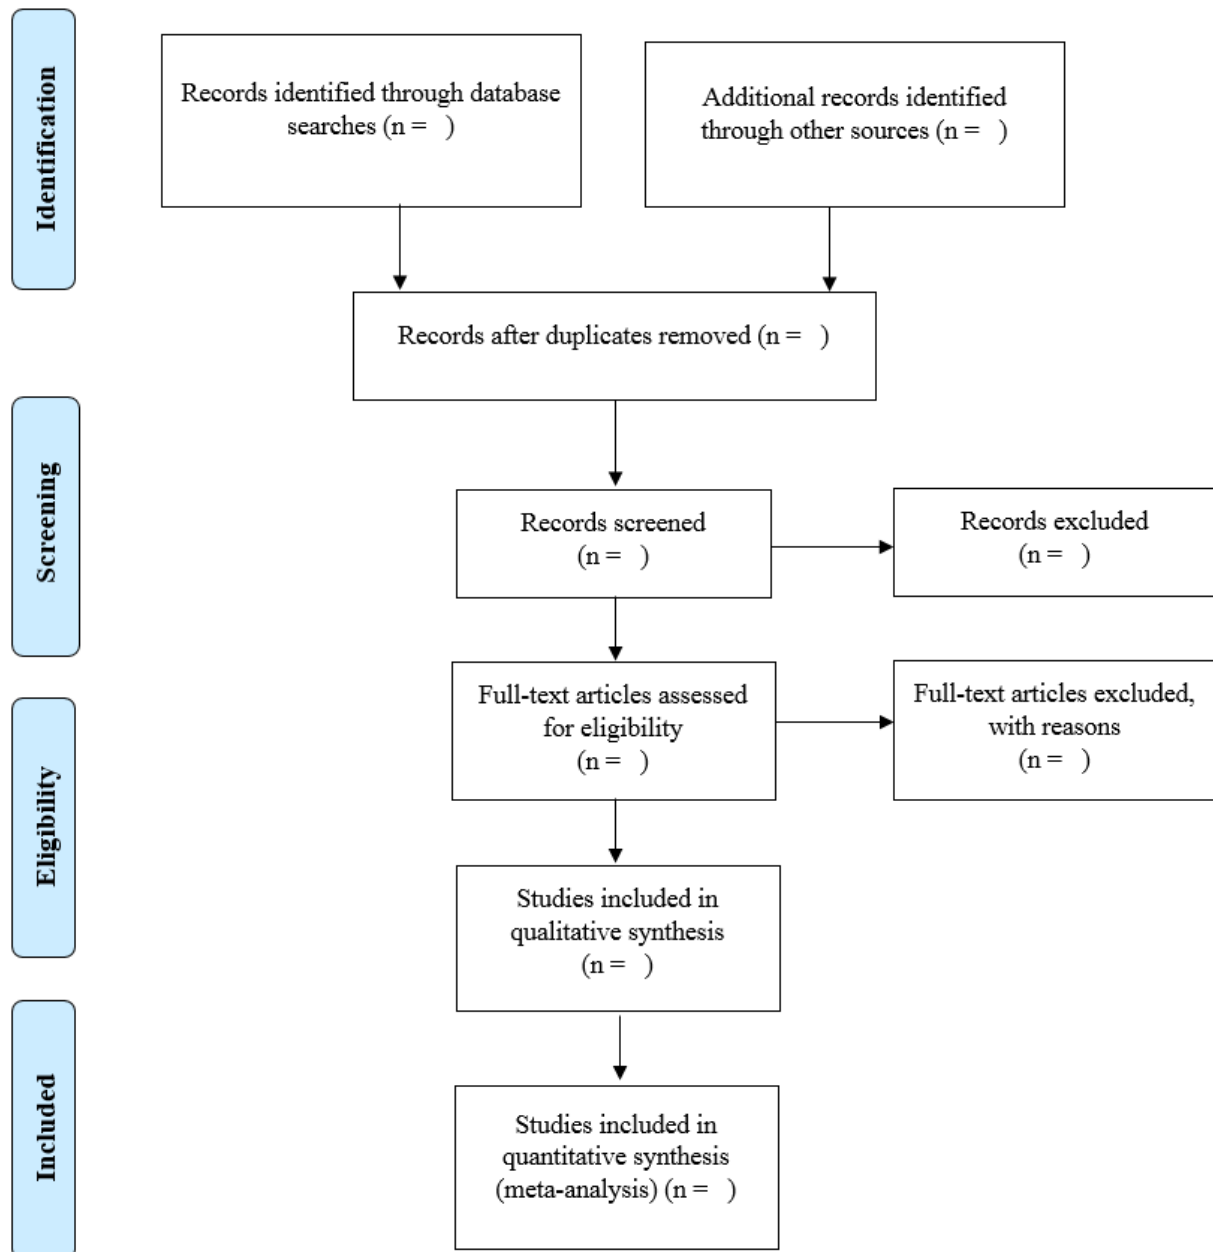 Identification
Records identified through database
searches (n =   )
Additional records identified
through other sources (n =   )
Records after duplicates removed (n =   )
Screening
Records screened
(n =   )
Records excluded
(n =   )
Eligibility
Full-text articles assessed
for eligibility
(n =   )
Full-text articles excluded,
with reasons
(n =   )
Studies included in
qualitative synthesis
(n =   )
Included
Studies included in
quantitative synthesis
(meta-analysis) (n =   )